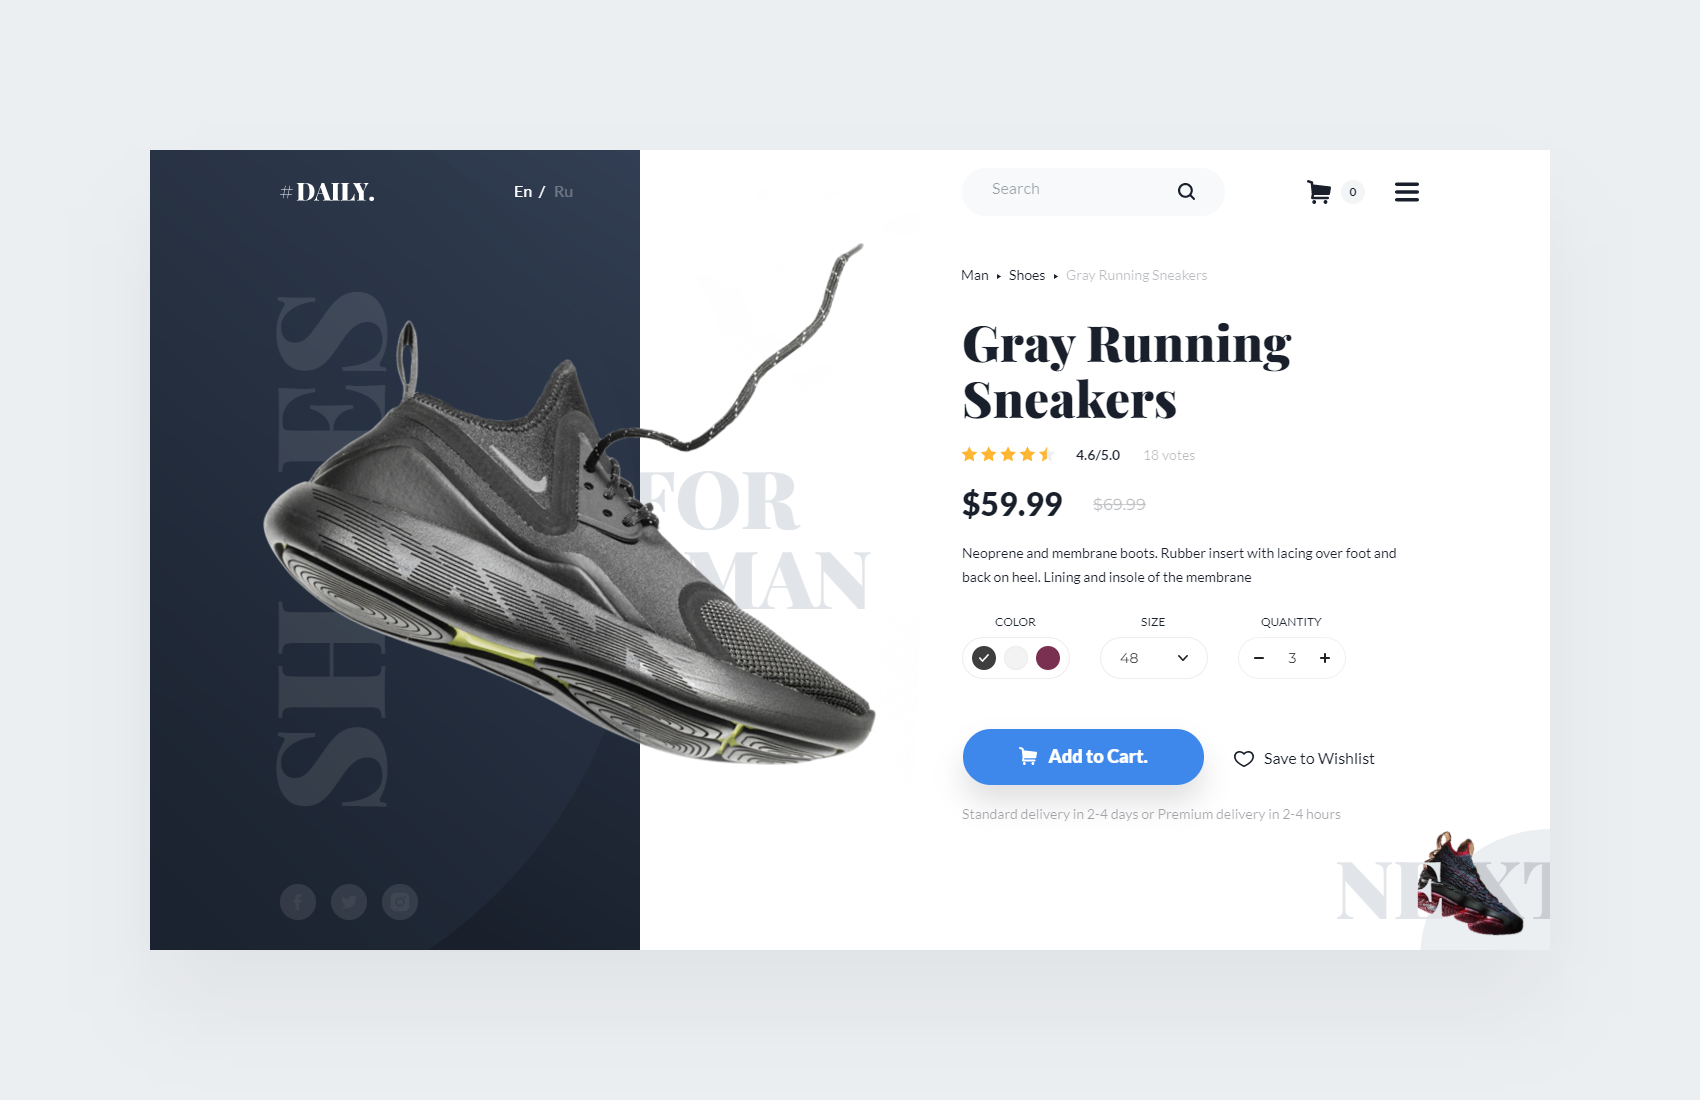 # DAILY.
En / Ru
Search
0
SHOES
FOR
MAN
Man ▸ Shoes ▸ Gray Running Sneakers
Gray Running
Sneakers
4.6/5.0 18 votes
$59.99 $69.99
Neoprene and membrane boots. Rubber insert with lacing over foot and
back on heel. Lining and insole of the membrane
COLOR SIZE QUANTITY
48 3
Add to Cart. Save to Wishlist
Standard delivery in 2-4 days or Premium delivery in 2-4 hours
NEXT